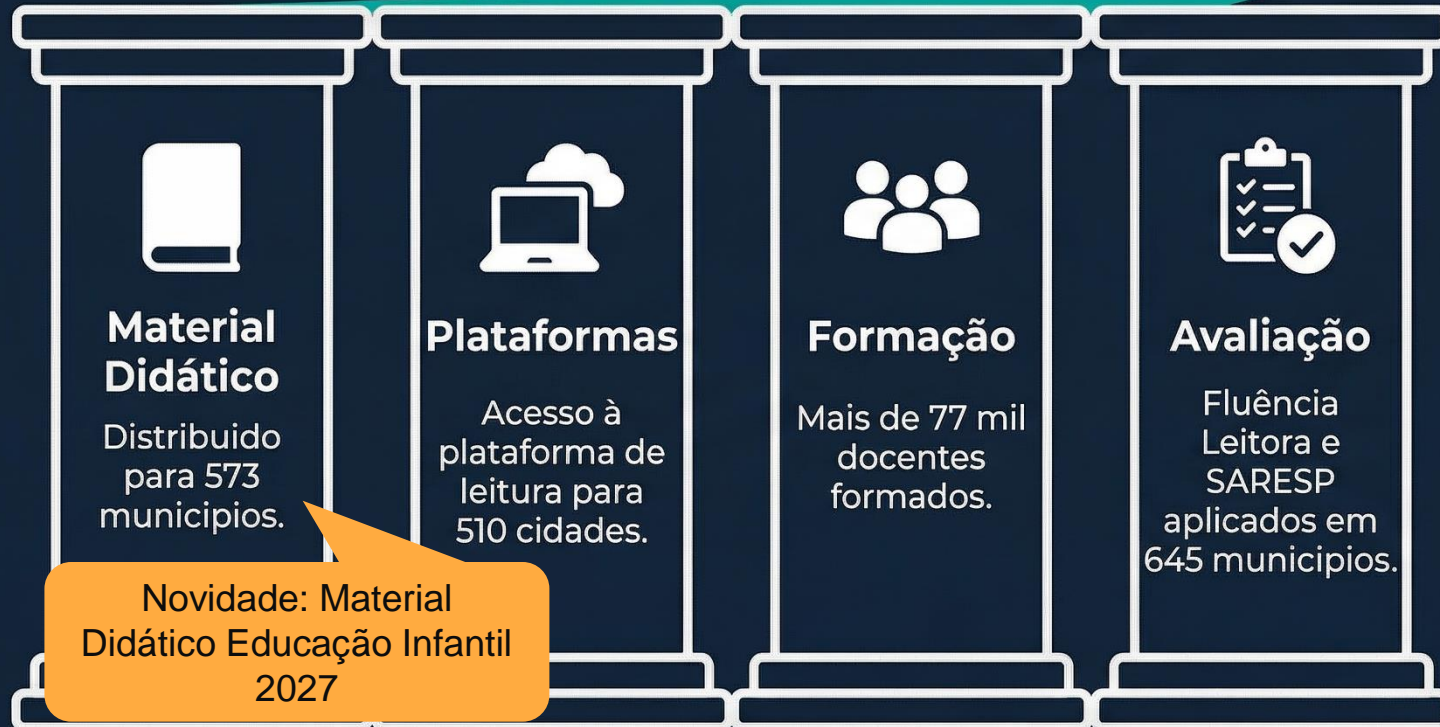 Material
Didático
Distribuido
para 573
municipios.
Novidade: Material
Didático Educação Infantil
2027
Plataformas
Acesso à
plataforma de
leitura para
510 cidades.
Formação
Mais de 77 mil
docentes
formados.
Avaliação
Fluência
Leitora e
SARESP
aplicados em
645 municipios.